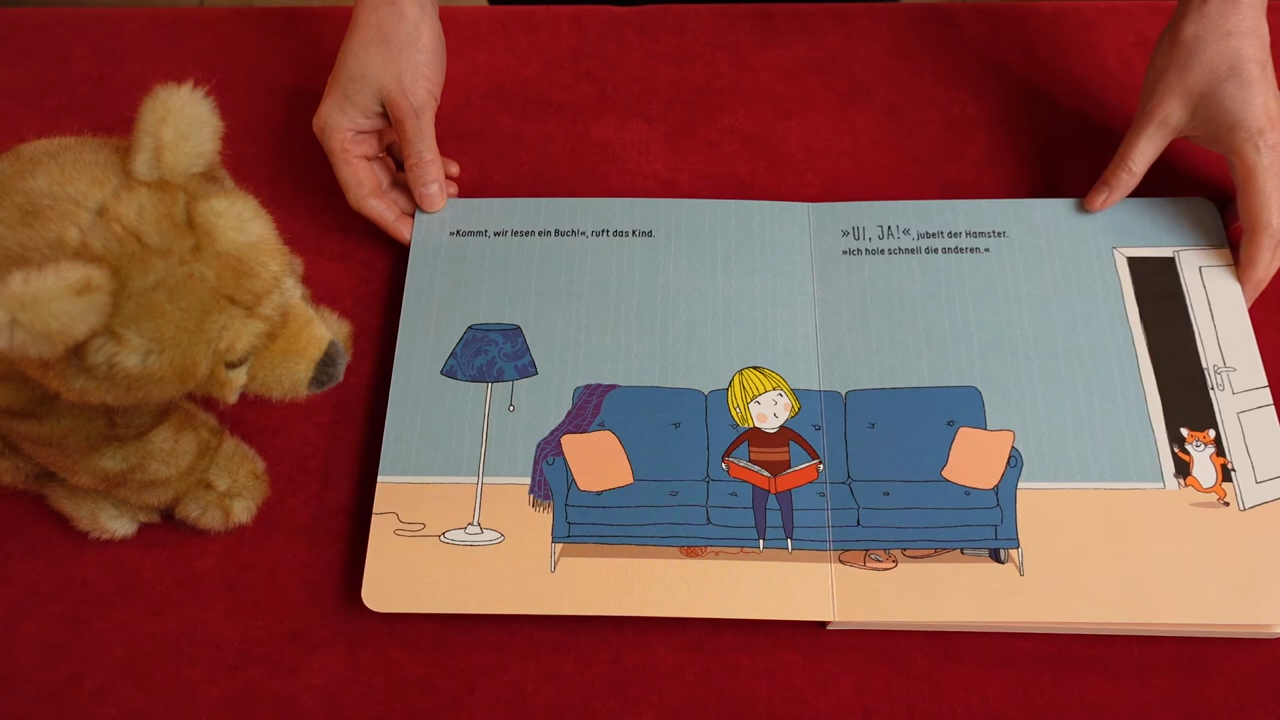 »Kommt, wir lesen ein Buch!«, ruft das Kind.
»UI, JA!«, jubelt der Hamster.
»Ich hole schnell die anderen.«